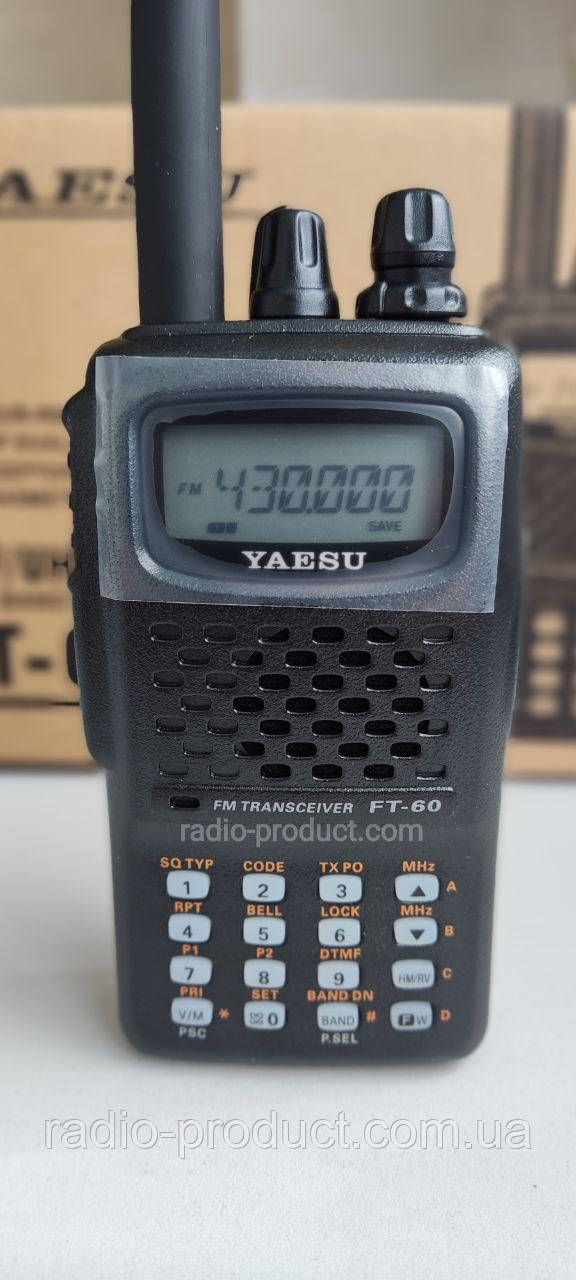 YAESU
FM 430.000
SAVE
YAESU
FM TRANSCEIVER FT-60
radio-product.com
SQ TYP CODE TX PO MHz
1 2 3 ▲ A
RPT BELL LOCK MHz
4 5 6 ▼ B
P1 P2 DTMF
7 8 9 HM/RV C
PRI SET BAND DN
V/M * 0 BAND # F W D
PSC P.SEL
radio-product.com.ua